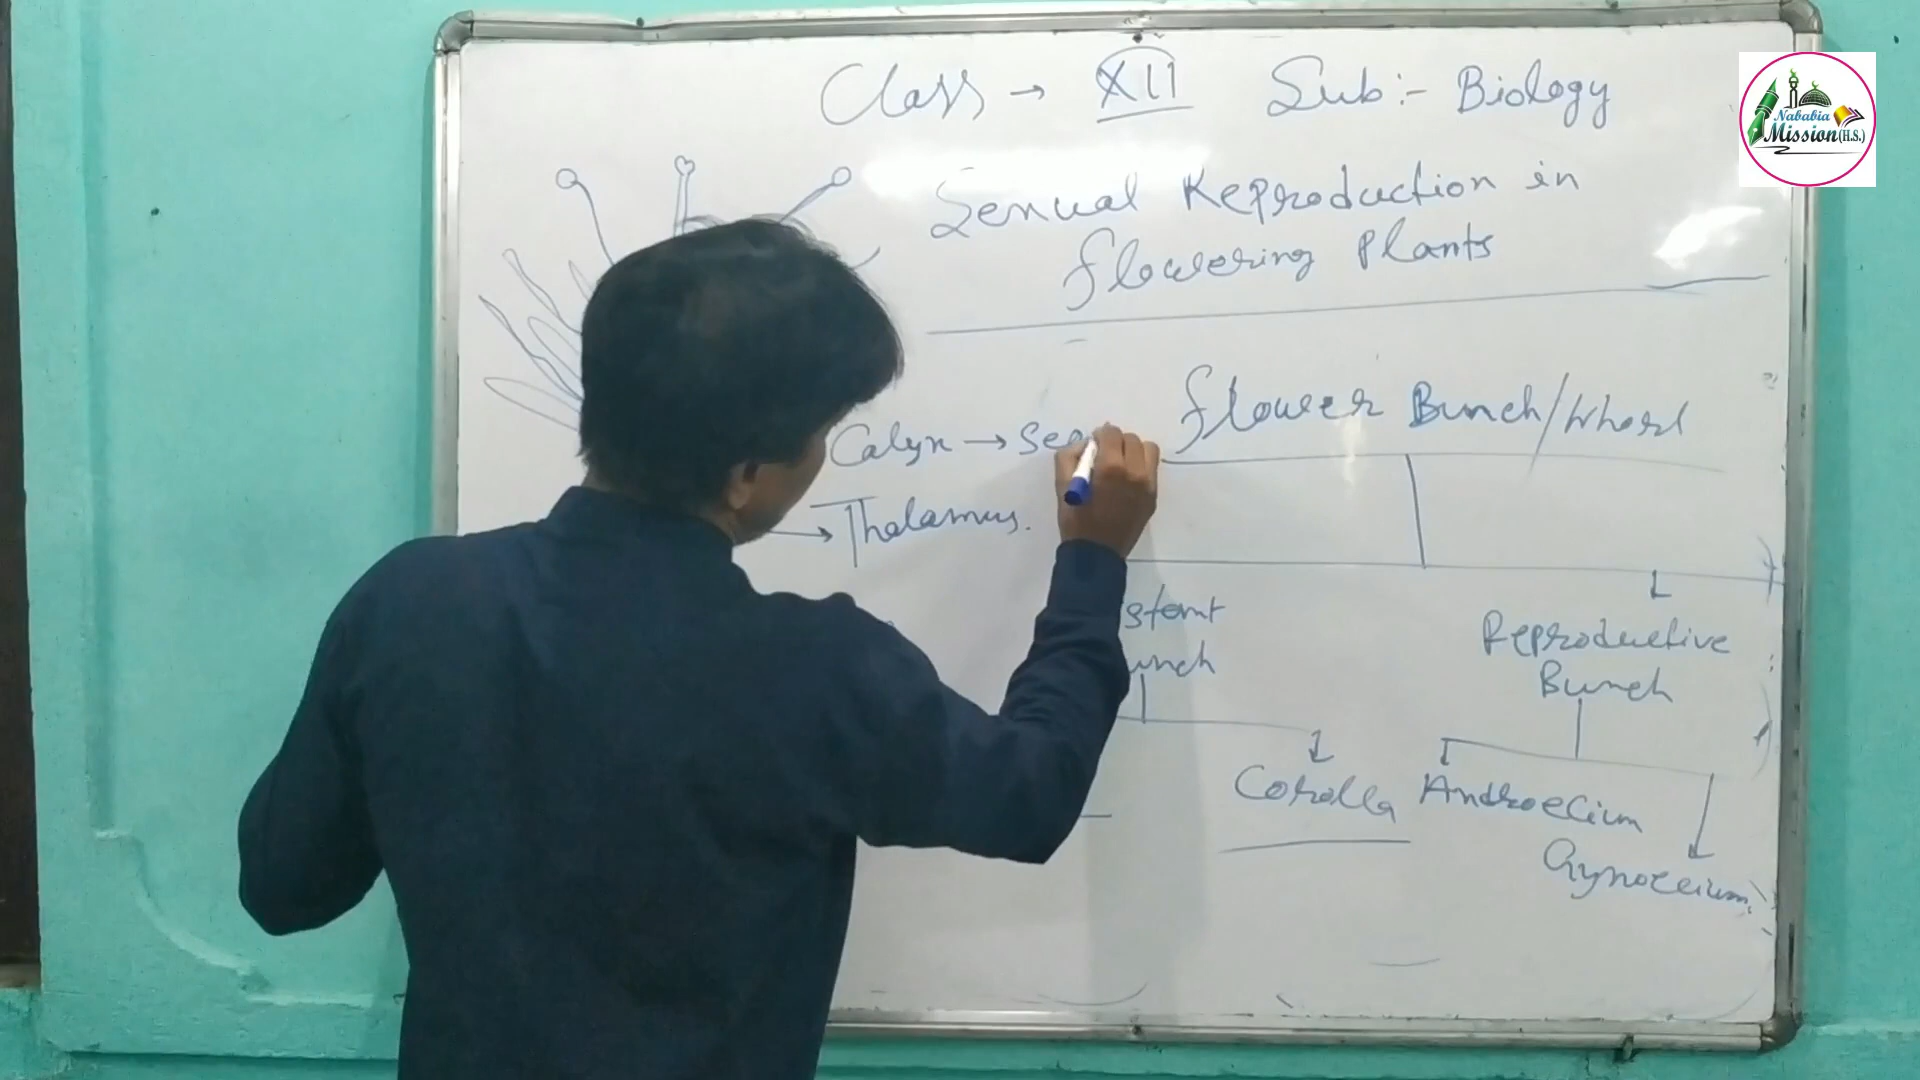 Class → XII Sub:- Biology
Sexual Reproduction in
flowering Plants
flower Bunch/Whorl
Calyx → Sep
→ Thalamus.
stant
unch
Reproductive
Bunch
Corolla
Androecium
Gynoecium
Nababia
Mission (H.S.)